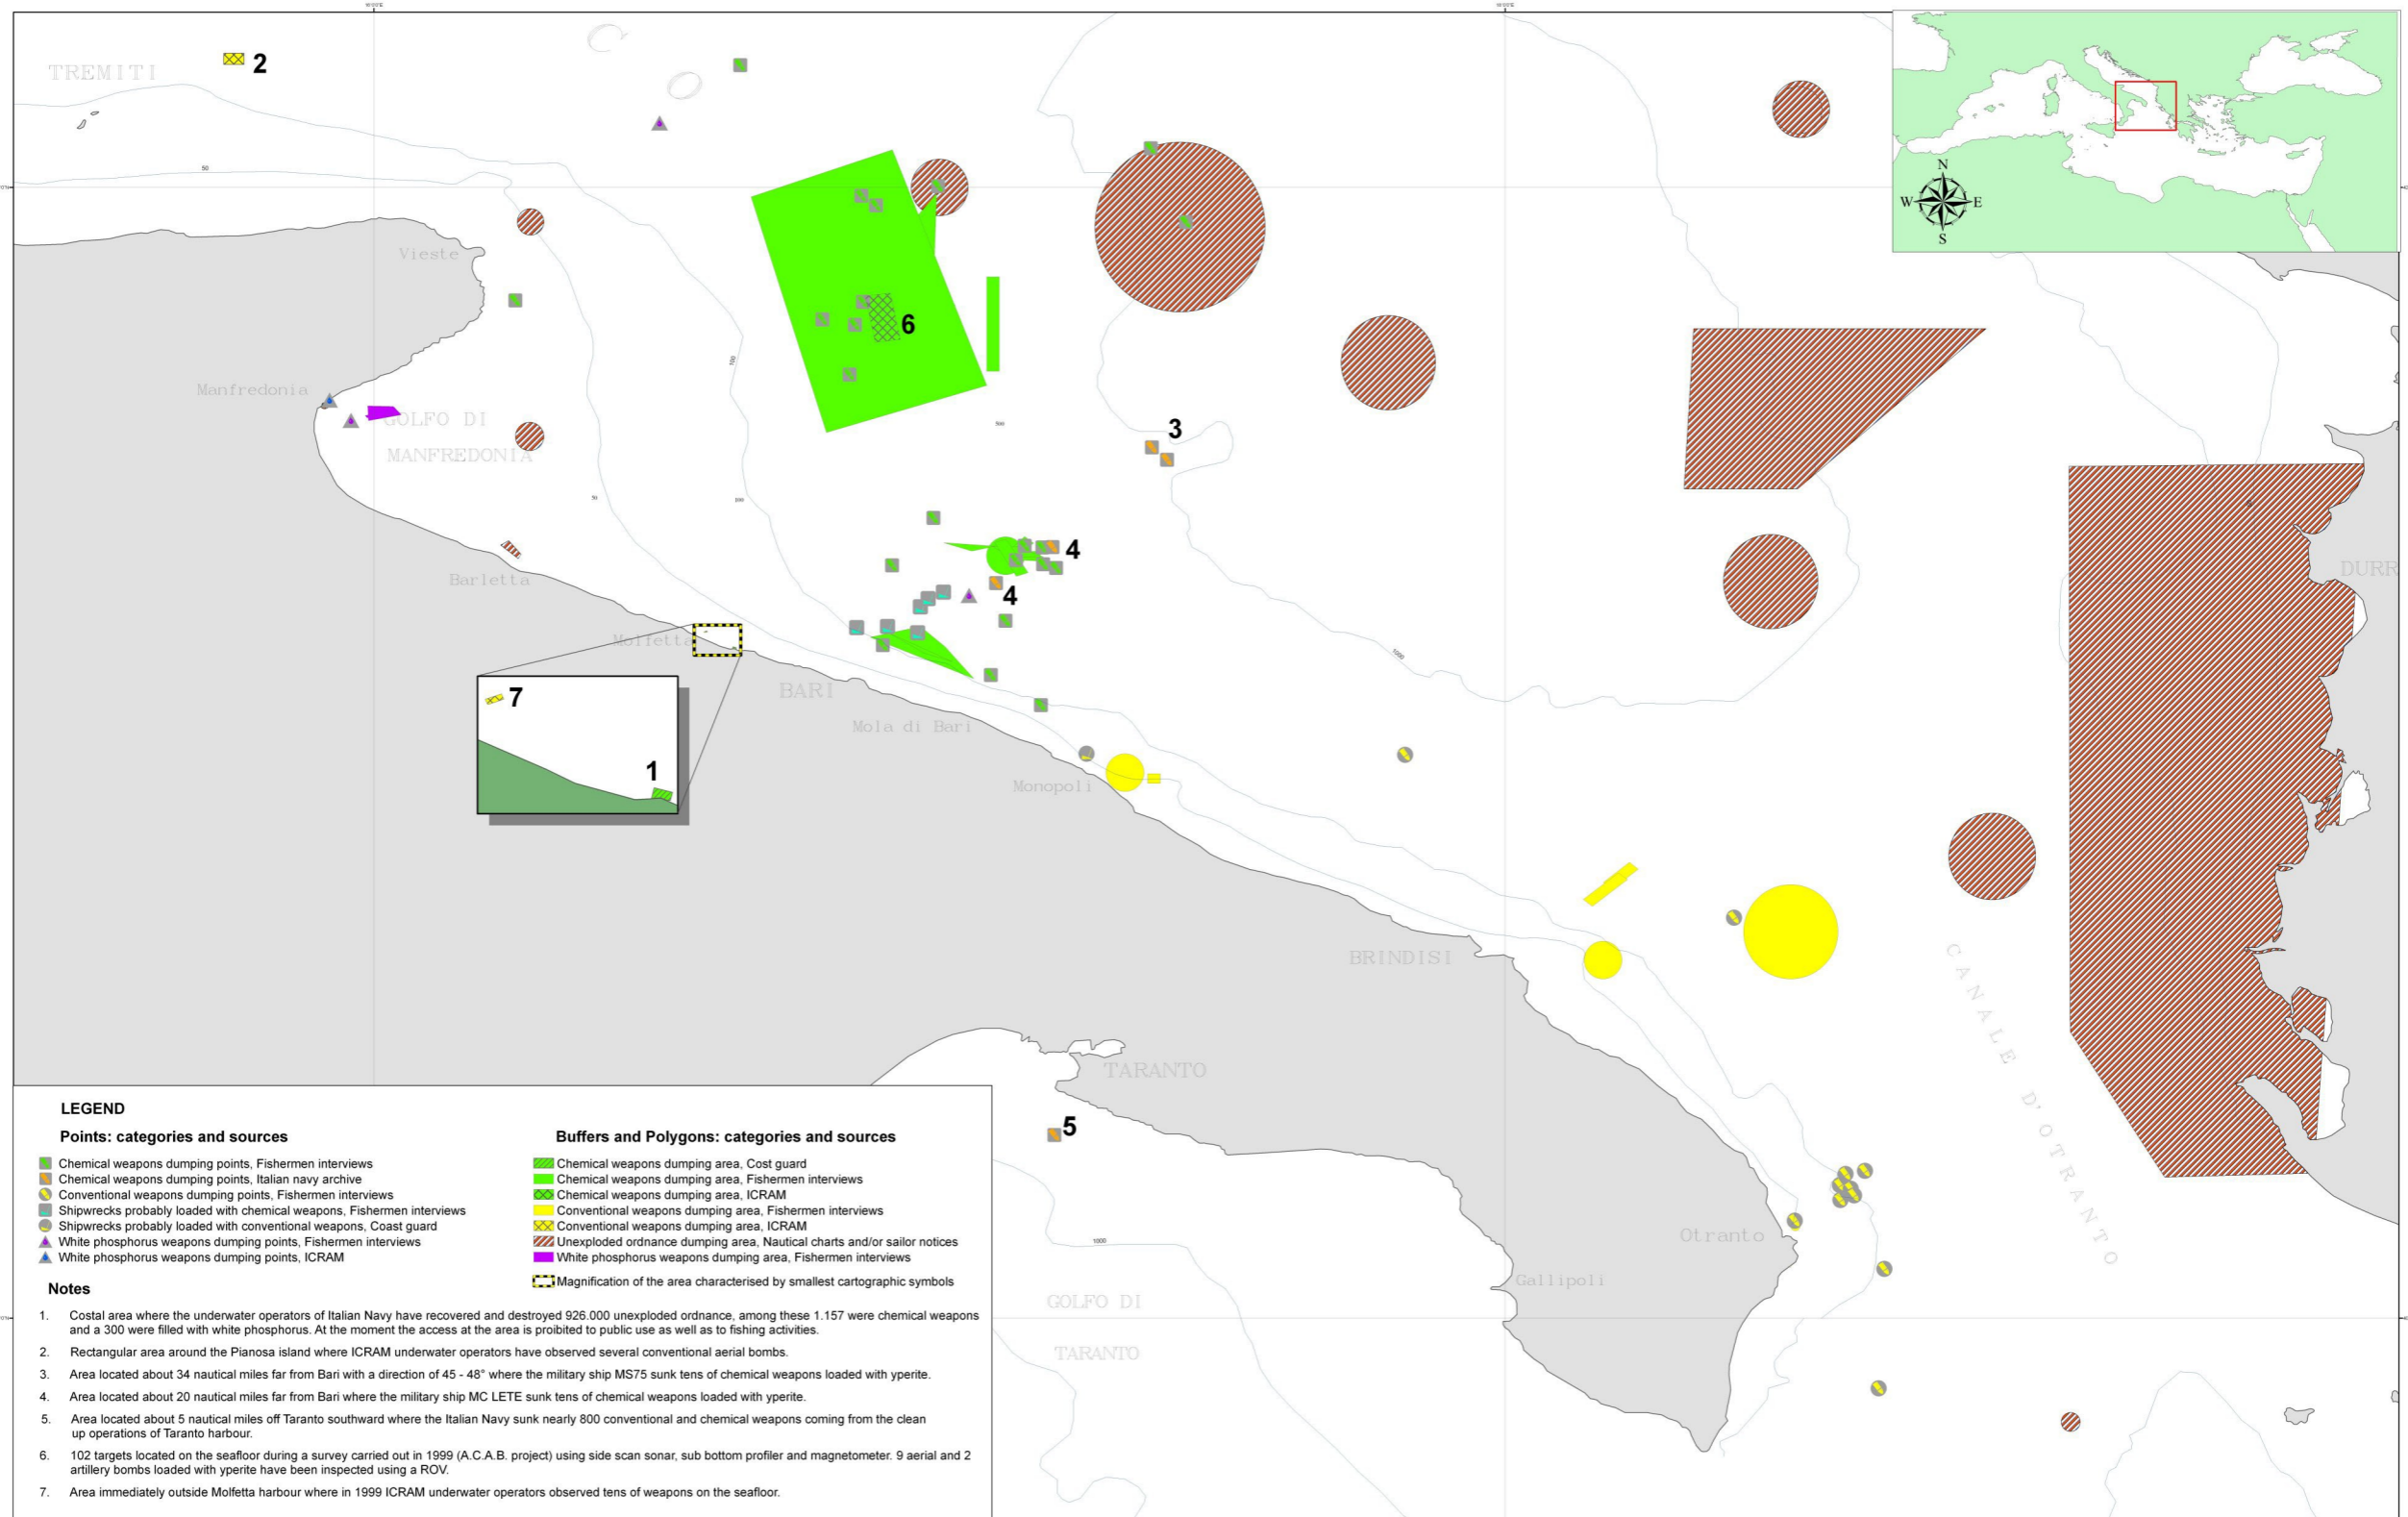 TREMITI
2
C
O
50
N
W
E
S
Vieste
6
100
Manfredonia
GOLFO DI
MANFREDONIA
500
3
50
200
4
DURR
Barletta
4
Molfetta
1000
7
BARI
Mola di Bari
1
Monopoli
BRINDISI
CANALE D'OTRANTO
TARANTO
5
Otranto
1000
Gallipoli
GOLFO DI
TARANTO
LEGEND
Points: categories and sources
Chemical weapons dumping points, Fishermen interviews
Chemical weapons dumping points, Italian navy archive
Conventional weapons dumping points, Fishermen interviews
Shipwrecks probably loaded with chemical weapons, Fishermen interviews
Shipwrecks probably loaded with conventional weapons, Coast guard
White phosphorus weapons dumping points, Fishermen interviews
White phosphorus weapons dumping points, ICRAM
Buffers and Polygons: categories and sources
Chemical weapons dumping area, Cost guard
Chemical weapons dumping area, Fishermen interviews
Chemical weapons dumping area, ICRAM
Conventional weapons dumping area, Fishermen interviews
Conventional weapons dumping area, ICRAM
Unexploded ordnance dumping area, Nautical charts and/or sailor notices
White phosphorus weapons dumping area, Fishermen interviews
Magnification of the area characterised by smallest cartographic symbols
Notes
1. Costal area where the underwater operators of Italian Navy have recovered and destroyed 926.000 unexploded ordnance, among these 1.157 were chemical weapons
and a 300 were filled with white phosphorus. At the moment the access at the area is proibited to public use as well as to fishing activities.
2. Rectangular area around the Pianosa island where ICRAM underwater operators have observed several conventional aerial bombs.
3. Area located about 34 nautical miles far from Bari with a direction of 45 - 48° where the military ship MS75 sunk tens of chemical weapons loaded with yperite.
4. Area located about 20 nautical miles far from Bari where the military ship MC LETE sunk tens of chemical weapons loaded with yperite.
5. Area located about 5 nautical miles off Taranto southward where the Italian Navy sunk nearly 800 conventional and chemical weapons coming from the clean
up operations of Taranto harbour.
6. 102 targets located on the seafloor during a survey carried out in 1999 (A.C.A.B. project) using side scan sonar, sub bottom profiler and magnetometer. 9 aerial and 2
artillery bombs loaded with yperite have been inspected using a ROV.
7. Area immediately outside Molfetta harbour where in 1999 ICRAM underwater operators observed tens of weapons on the seafloor.